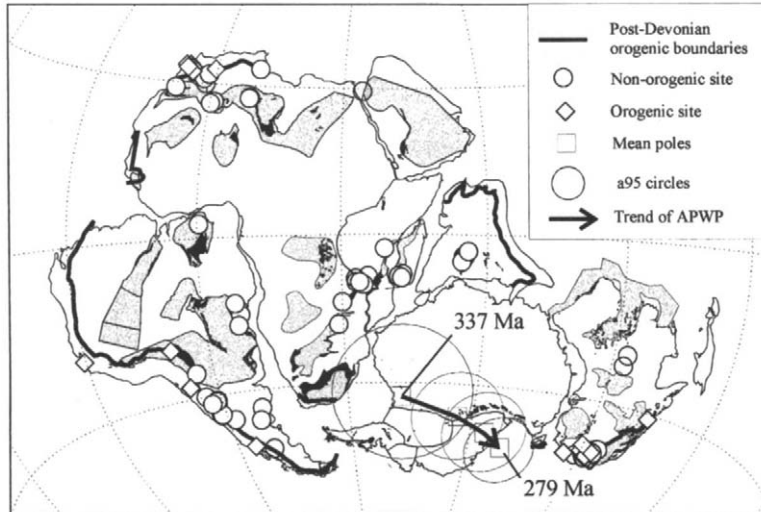 Post-Devonian
orogenic boundaries
Non-orogenic site
Orogenic site
Mean poles
a95 circles
Trend of APWP
337 Ma
279 Ma